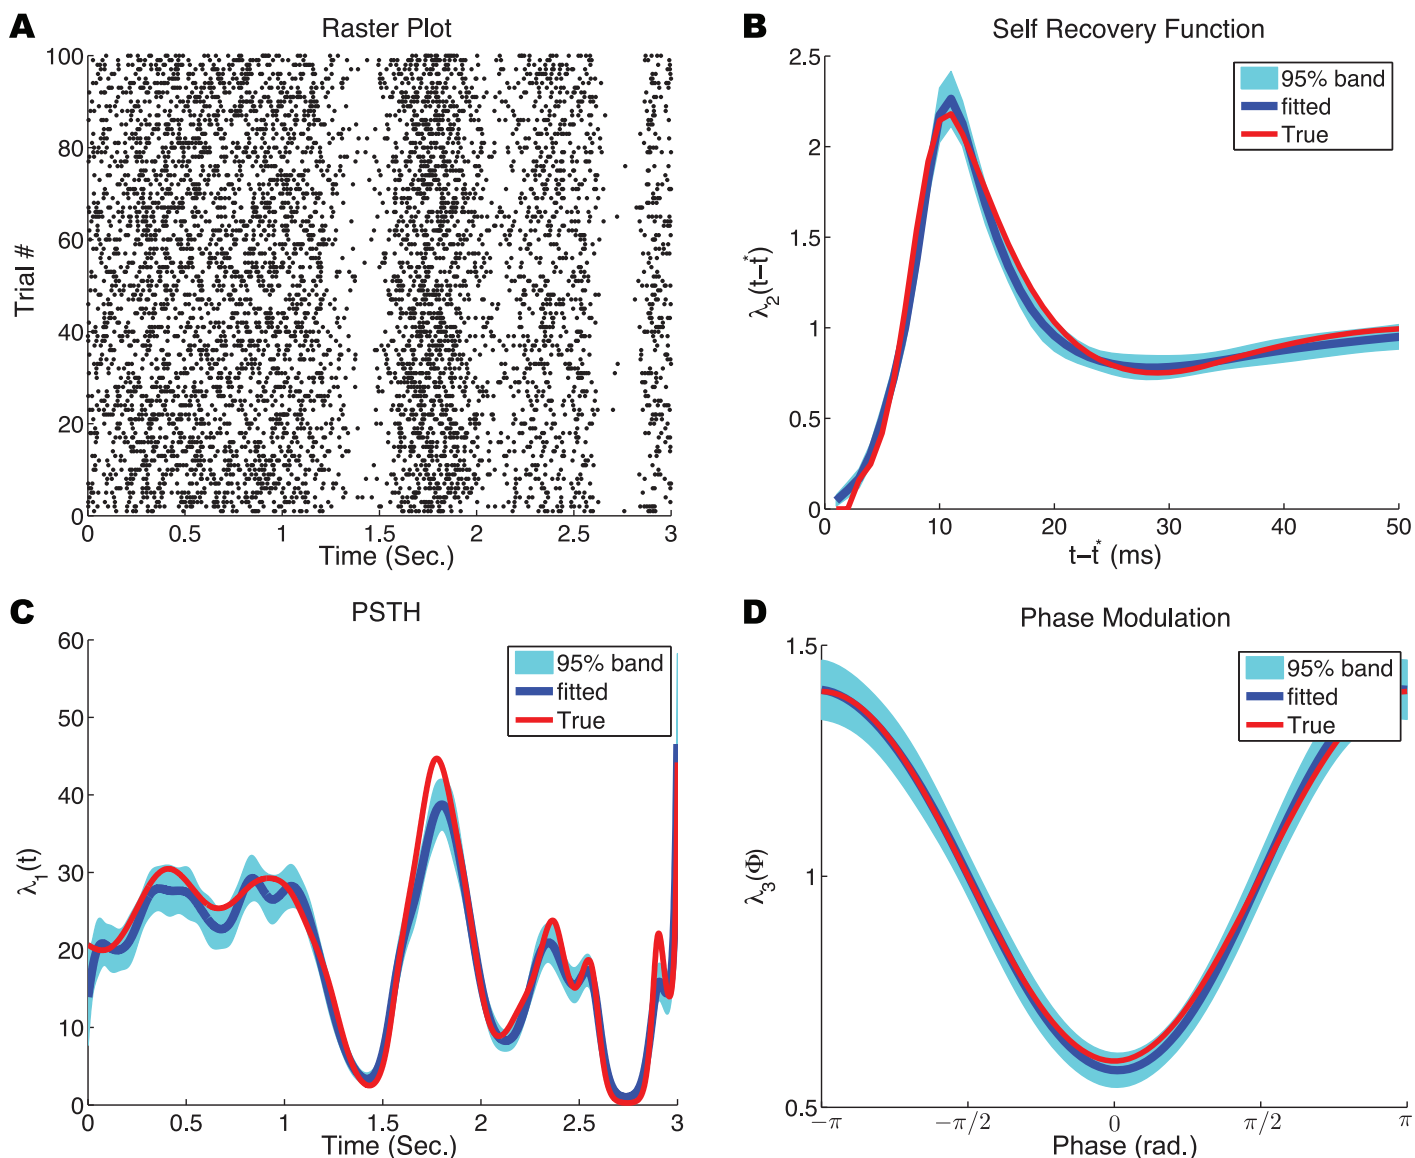 A
Raster Plot
100
80
60
40
20
0
Trial #
0 0.5 1 1.5 2 2.5 3
Time (Sec.)
B
Self Recovery Function
2.5
2
1.5
1
0.5
0
λ2(t−t*)
95% band
fitted
True
0 10 20 30 40 50
t−t* (ms)
C
PSTH
60
50
40
30
20
10
0
λ1(t)
95% band
fitted
True
0 0.5 1 1.5 2 2.5 3
Time (Sec.)
D
Phase Modulation
1.5
1
0.5
λ3(Φ)
95% band
fitted
True
−π −π/2 0 π/2 π
Phase (rad.)